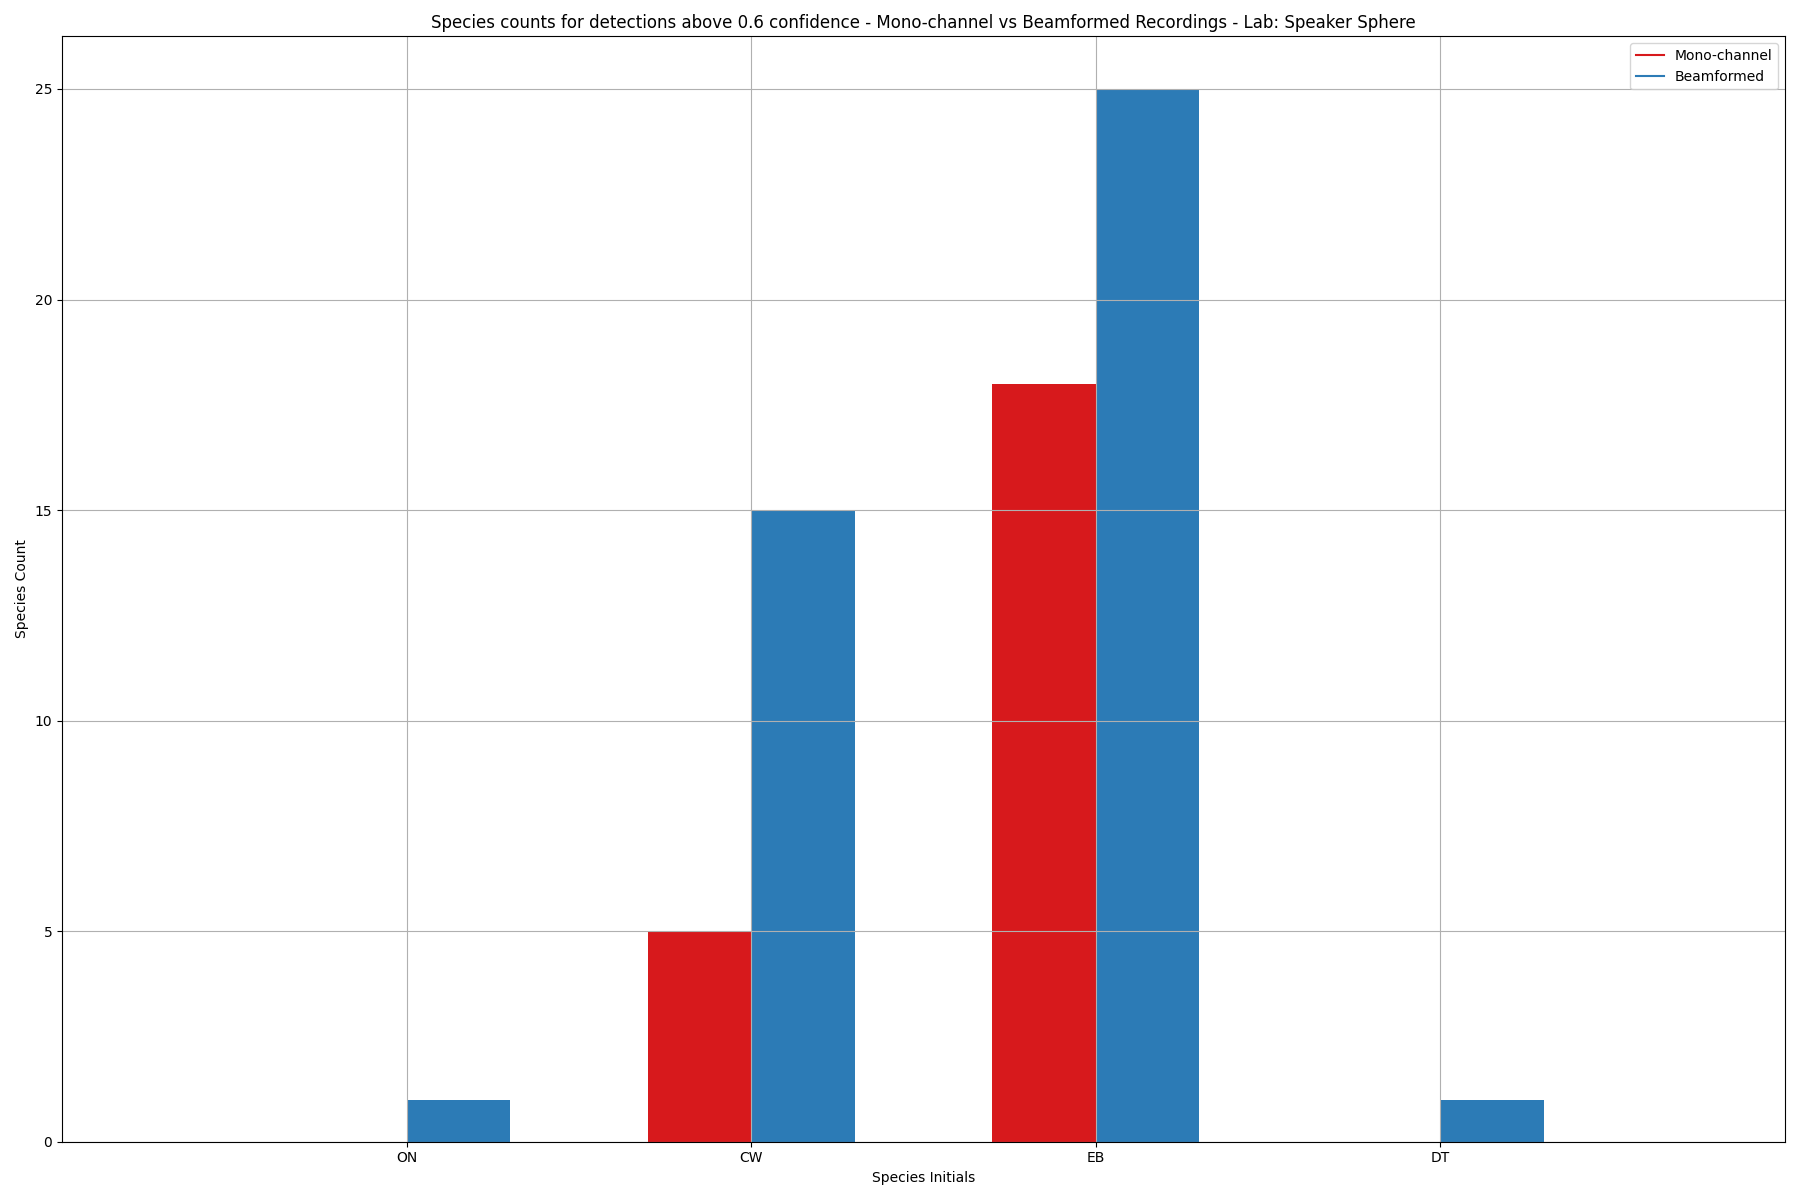 Species counts for detections above 0.6 confidence - Mono-channel vs Beamformed Recordings - Lab: Speaker Sphere
Mono-channel
Beamformed
25
20
15
10
5
0
Species Count
ON CW EB DT
Species Initials